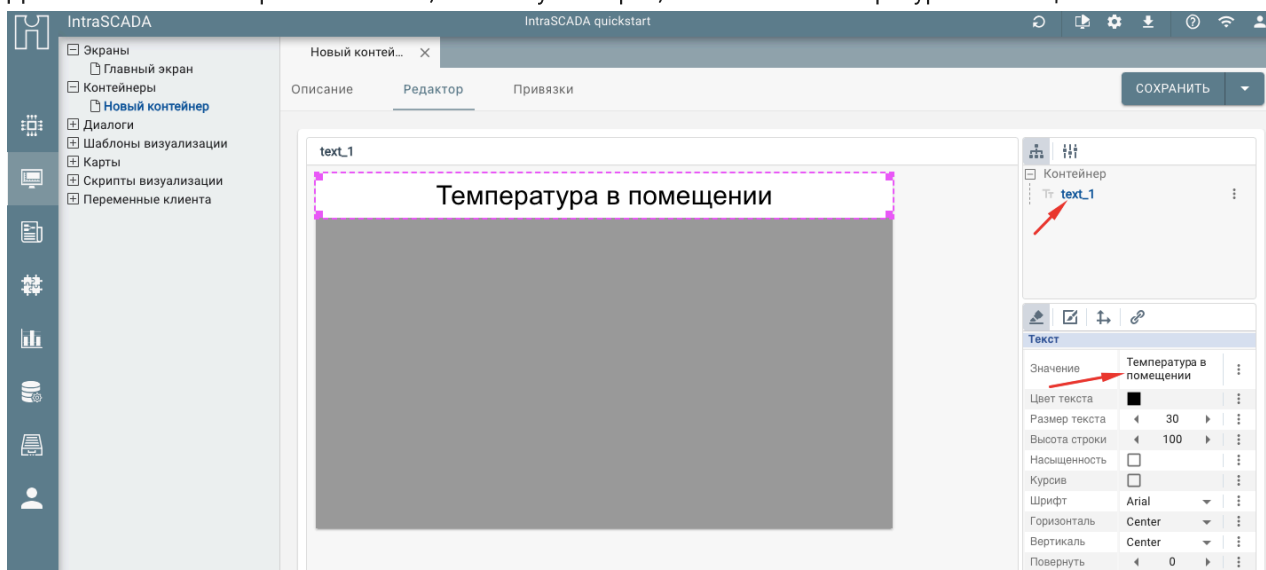 IntraSCADA
IntraSCADA quickstart
Экраны
Главный экран
Контейнеры
Новый контейнер
Диалоги
Шаблоны визуализации
Карты
Скрипты визуализации
Переменные клиента
Новый контей...
Описание
Редактор
Привязки
СОХРАНИТЬ
text_1
Температура в помещении
Контейнер
Тт text_1
Текст
Значение
Температура в
помещении
Цвет текста
Размер текста 30
Высота строки 100
Насыщенность
Курсив
Шрифт Arial
Горизонталь Center
Вертикаль Center
Повернуть 0